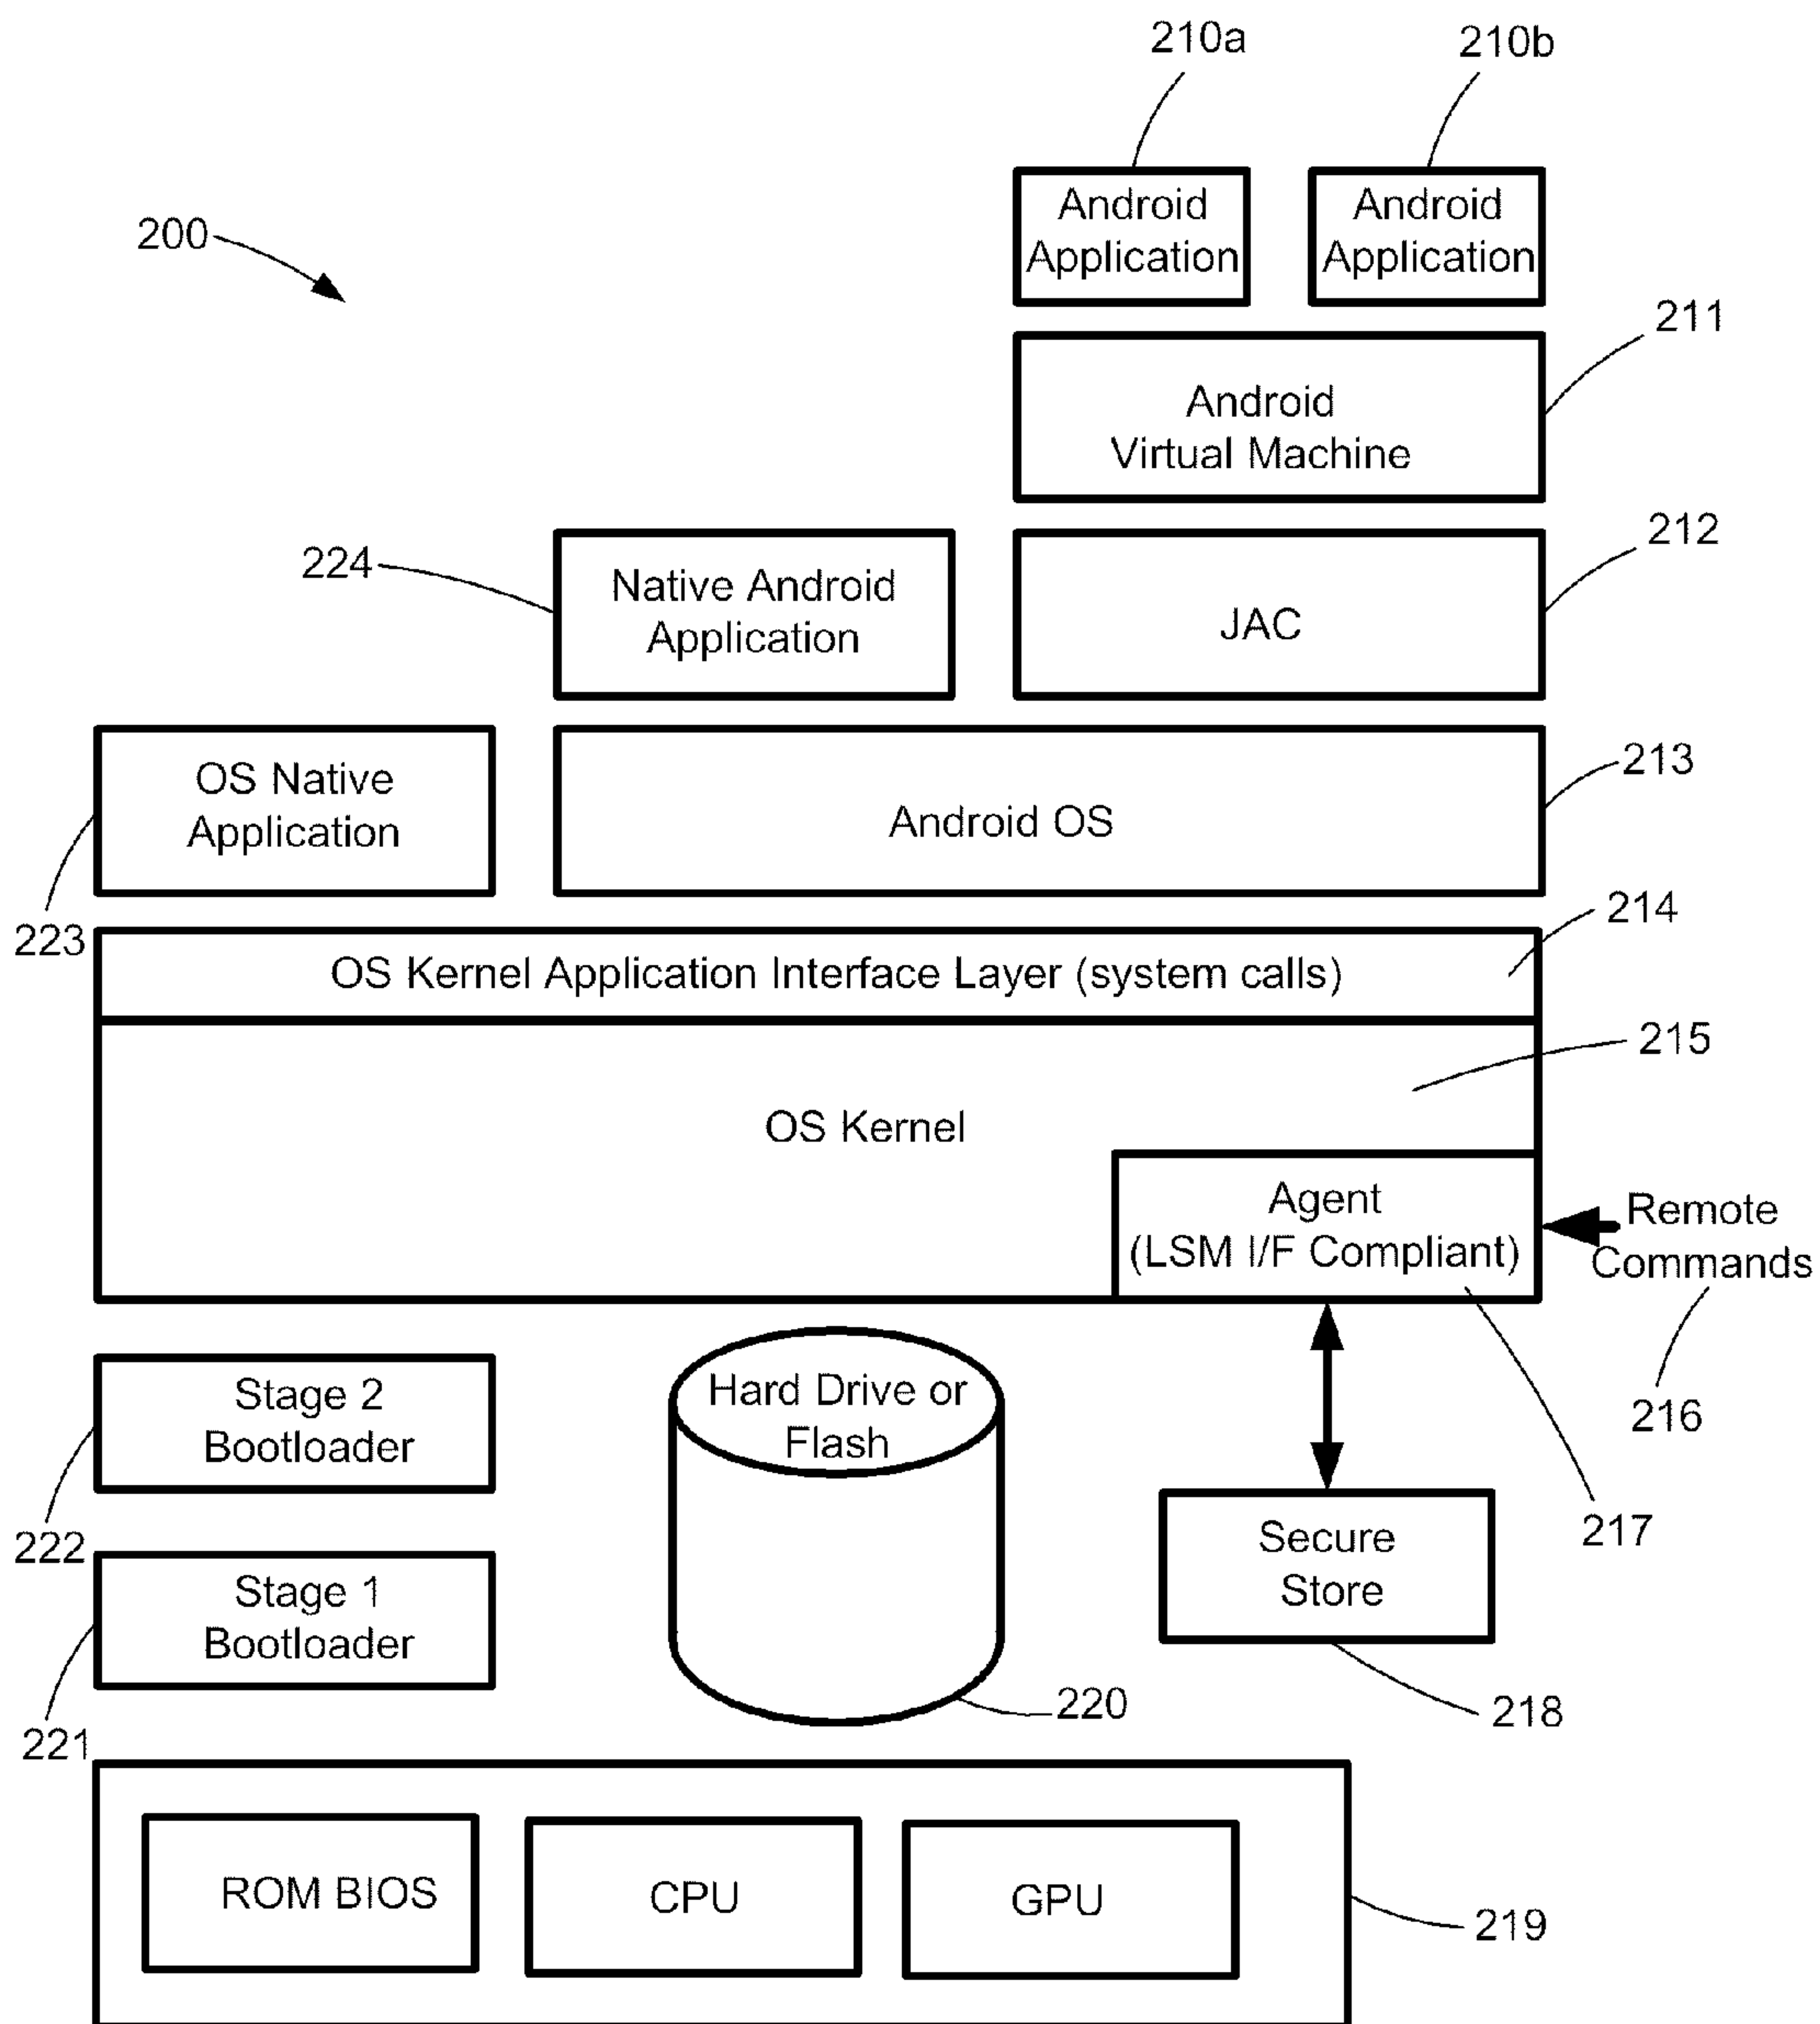 210a
210b
Android
Application
Android
Application
200
211
Android
Virtual Machine
212
224
Native Android
Application
JAC
213
OS Native
Application
Android OS
214
223
OS Kernel Application Interface Layer (system calls)
215
OS Kernel
Agent
(LSM I/F Compliant)
Remote
Commands
Stage 2
Bootloader
Hard Drive or
Flash
216
222
217
Secure
Store
Stage 1
Bootloader
220
218
221
ROM BIOS
CPU
GPU
219